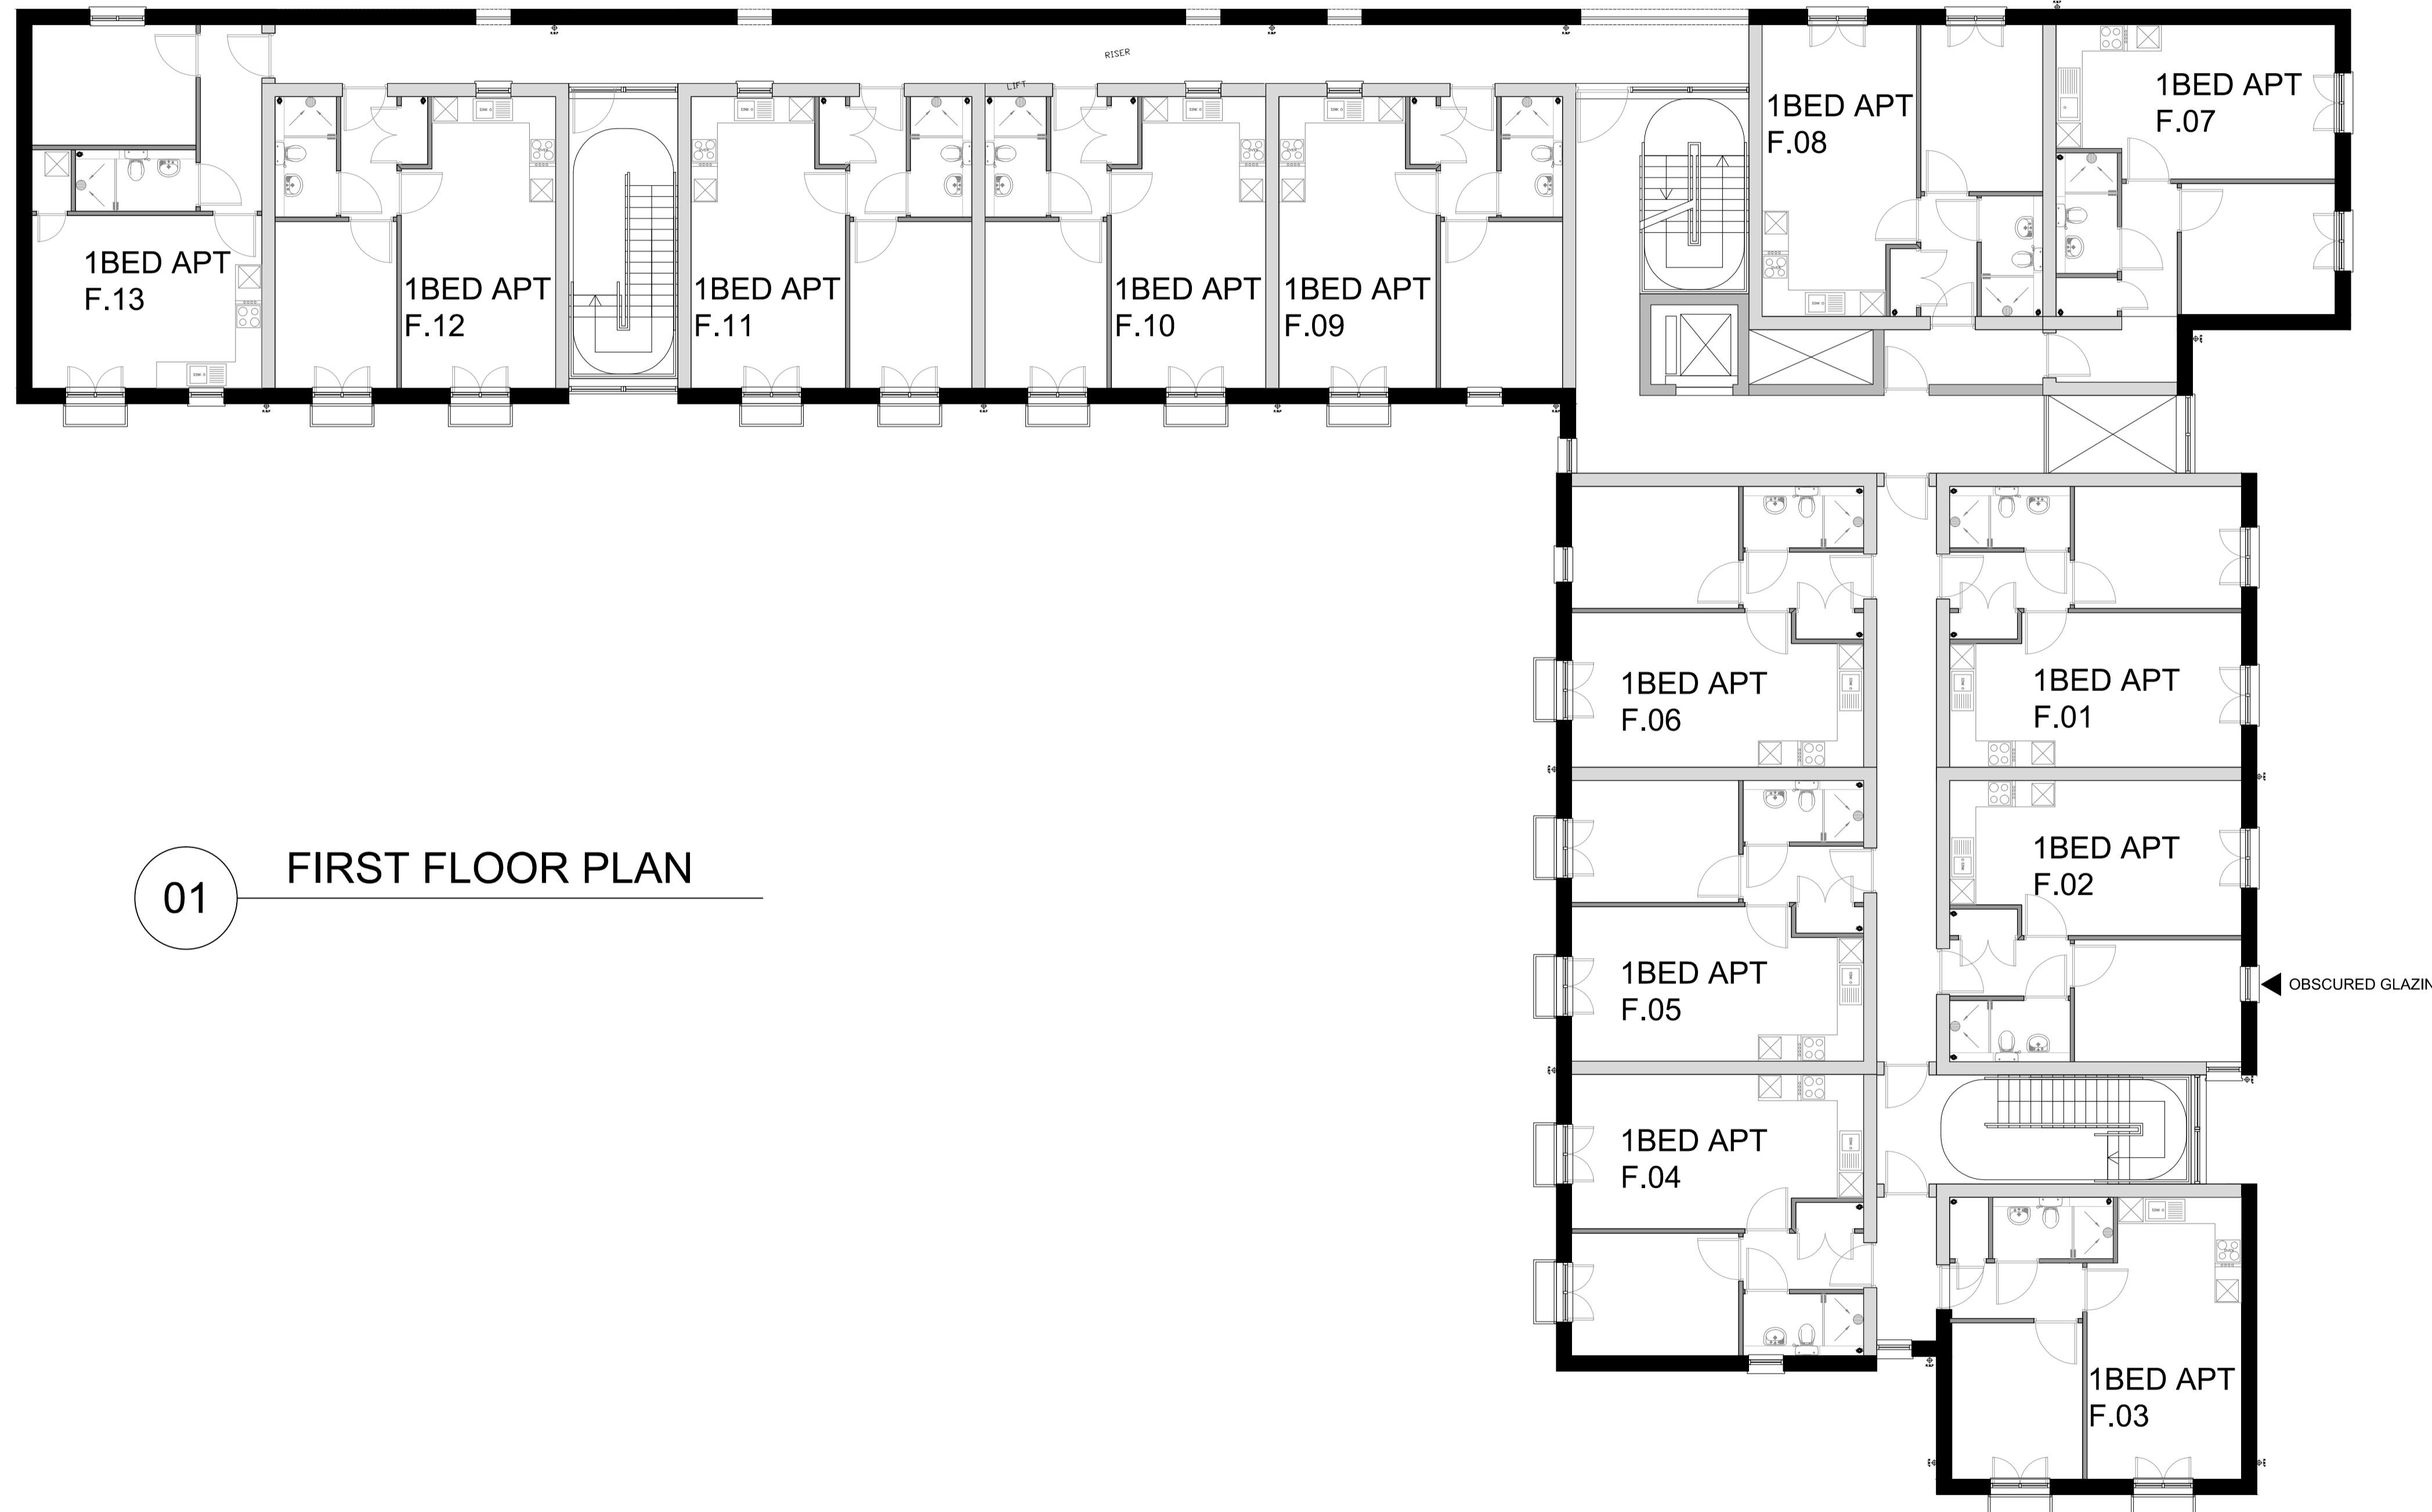 RISER
LIFT
1BED APT
F.08
1BED APT
F.07
1BED APT
F.13
1BED APT
F.12
1BED APT
F.11
1BED APT
F.10
1BED APT
F.09
1BED APT
F.06
1BED APT
F.01
01
FIRST FLOOR PLAN
1BED APT
F.02
1BED APT
F.05
OBSCURED GLAZIN
1BED APT
F.04
1BED APT
F.03